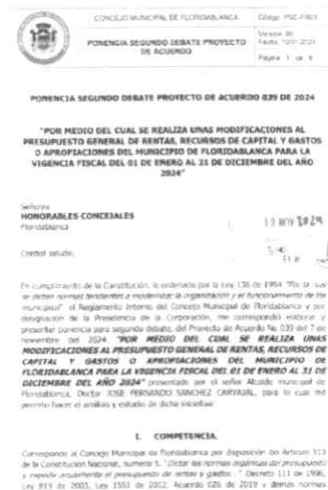 CONCEJO MUNICIPAL DE FLORIDABLANCA
PONENCIA SEGUNDO DEBATE PROYECTO
DE ACUERDO
Página 1 de
PONENCIA SEGUNDO DEBATE PROYECTO DE ACUERDO 039 DE 2024
"POR MEDIO DEL CUAL SE REALIZA UNAS MODIFICACIONES AL
PRESUPUESTO GENERAL DE RENTAS, RECURSOS DE CAPITAL Y GASTOS
O APROPIACIONES DEL MUNICIPIO DE FLORIDABLANCA PARA LA
VIGENCIA FISCAL DEL 01 DE ENERO AL 31 DE DICIEMBRE DEL AÑO
2024"
Señores
HONORABLES CONCEJALES
Floridablanca
19 NOV 2024
Cordial saludo,
En cumplimiento de la Constitución, lo ordenado por la Ley 136 de 1994 "Por la cual
se dictan normas tendientes a modernizar la organización y el funcionamiento de los
municipios" el Reglamento Interno del Concejo Municipal de Floridablanca y por
designación de la Presidencia de la Corporación, me correspondió elaborar y
presentar ponencia para segundo debate, del Proyecto de Acuerdo No 039 del 7 de
noviembre del 2024 "POR MEDIO DEL CUAL SE REALIZA UNAS
MODIFICACIONES AL PRESUPUESTO GENERAL DE RENTAS, RECURSOS DE
CAPITAL Y GASTOS O APROPIACIONES DEL MUNICIPIO DE
FLORIDABLANCA PARA LA VIGENCIA FISCAL DEL 01 DE ENERO AL 31 DE
DICIEMBRE DEL AÑO 2024" presentado por el señor Alcalde municipal de
Floridablanca, Doctor JOSE FERNANDO SANCHEZ CARVAJAL, para lo cual me
permito hacer el análisis y estudio de dicha iniciativa:
1. COMPETENCIA.
Corresponde al Concejo Municipal de Floridablanca por disposición del Artículo 313
de la Constitución Nacional, numeral 5. "Dictar las normas orgánicas del presupuesto
y expedir anualmente el presupuesto de rentas y gastos.." Decreto 111 de 1996,
Ley 819 de 2003, Ley 1551 de 2012, Acuerdo 026 de 2019 y demás normas